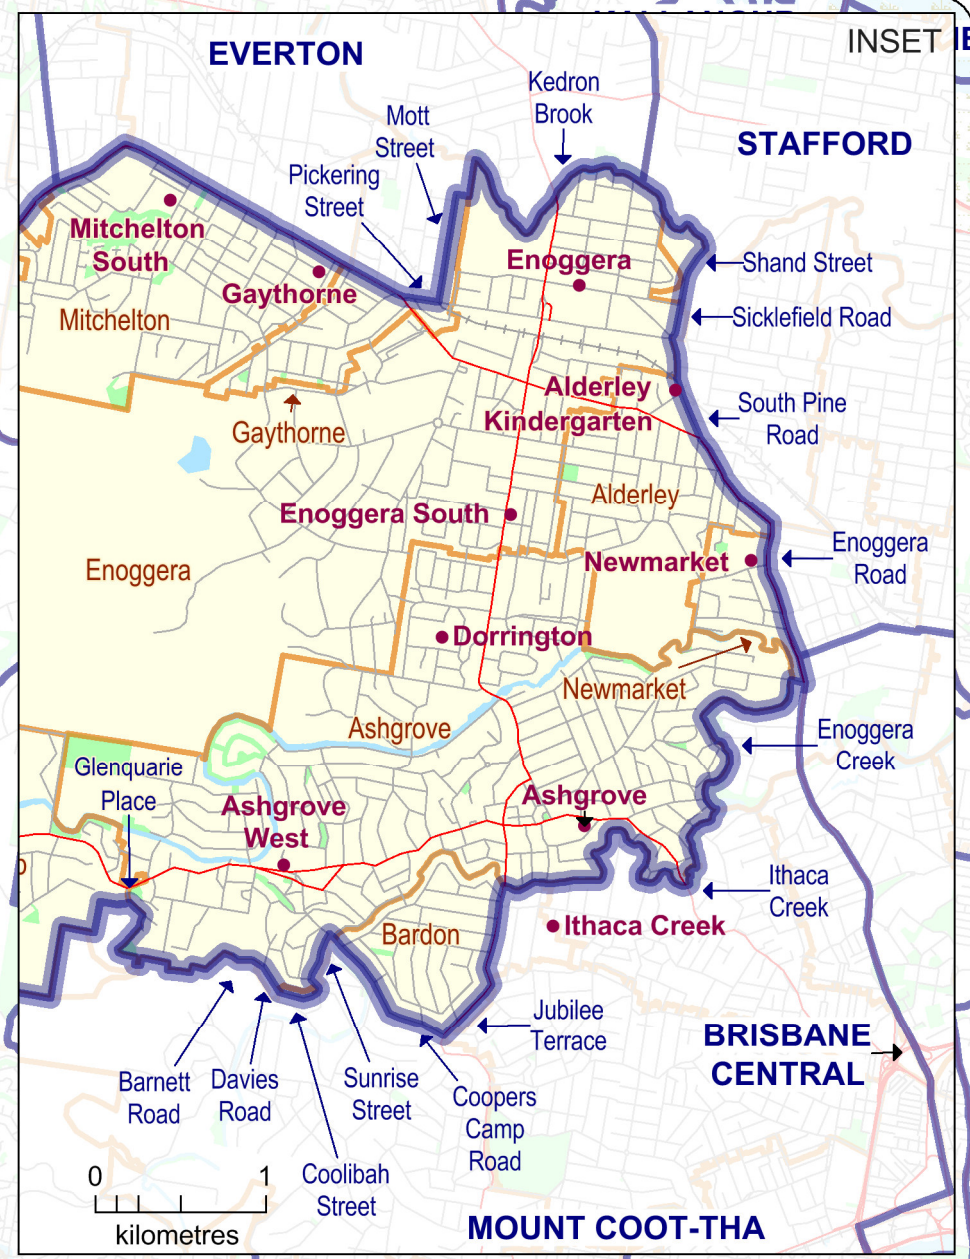 INSET
EVERTON
Kedron
Brook
Mott
Street
STAFFORD
Pickering
Street
Mitchelton
South
Enoggera
Shand Street
Gaythorne
Mitchelton
Sicklefield Road
Alderley
Kindergarten
South Pine
Road
Gaythorne
Alderley
Enoggera South
Enoggera
Road
Newmarket
Enoggera
Dorrington
Newmarket
Ashgrove
Enoggera
Creek
Glenquarie
Place
Ashgrove
West
Ashgrove
Ithaca
Creek
Ithaca Creek
Bardon
Jubilee
Terrace
BRISBANE
CENTRAL
Barnett
Road
Davies
Road
Sunrise
Street
Coopers
Camp
Road
Coolibah
Street
0 1
kilometres
MOUNT COOT-THA